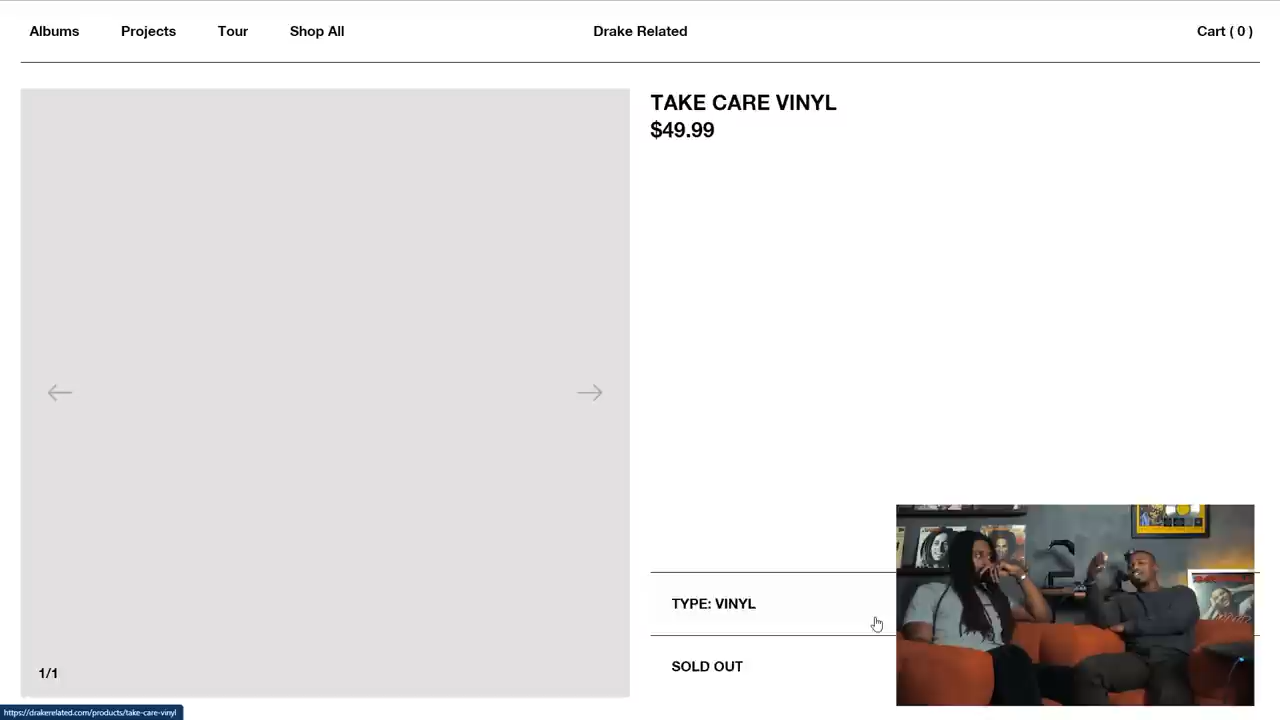 Albums
Projects
Tour
Shop All
Drake Related
Cart ( 0 )
TAKE CARE VINYL
$49.99
TYPE: VINYL
SOLD OUT
1/1
https://drakerelated.com/products/take-care-vinyl